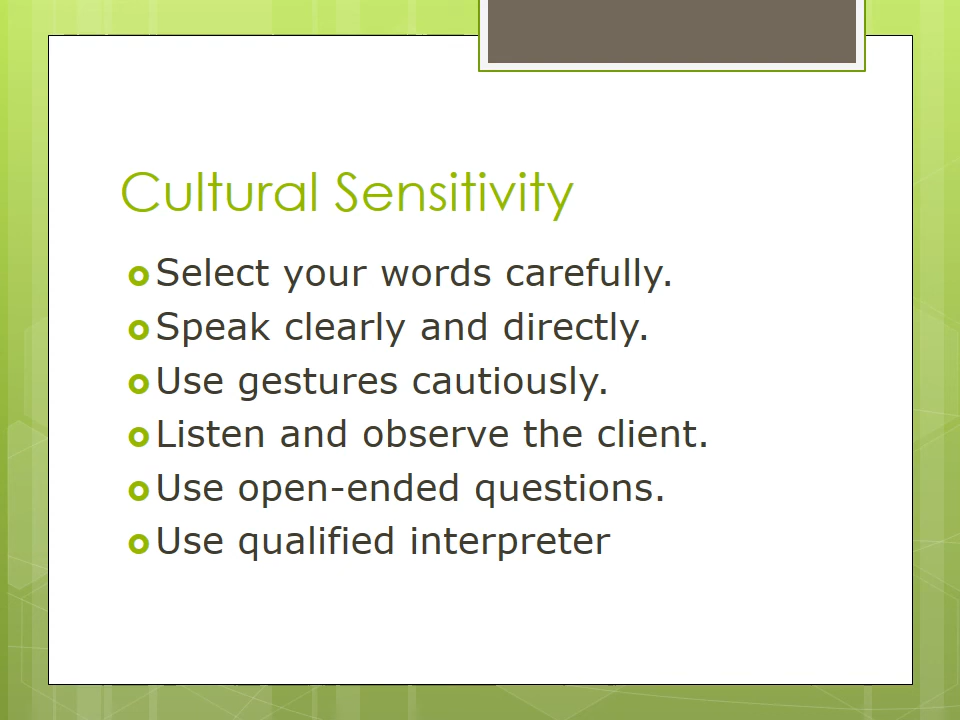 Cultural Sensitivity
Select your words carefully.
Speak clearly and directly.
Use gestures cautiously.
Listen and observe the client.
Use open-ended questions.
Use qualified interpreter